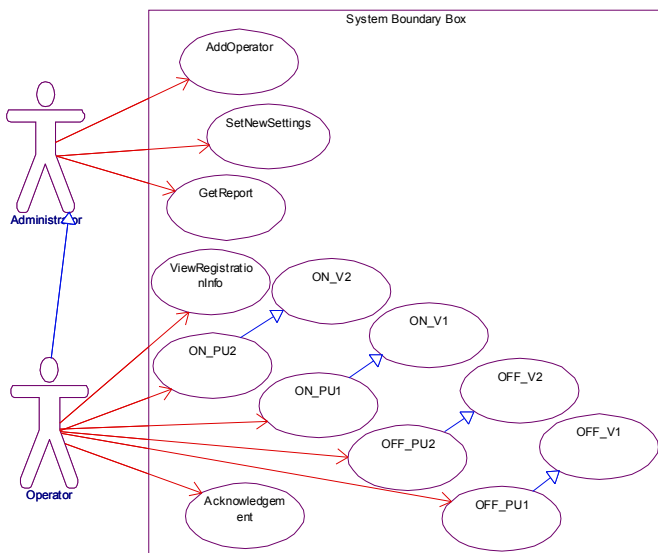 System Boundary Box
AddOperator
SetNewSettings
GetReport
Administrator
ViewRegistratio
nInfo
ON_V2
ON_V1
ON_PU2
OFF_V2
ON_PU1
OFF_V1
OFF_PU2
Operator
Acknowledgem
ent
OFF_PU1